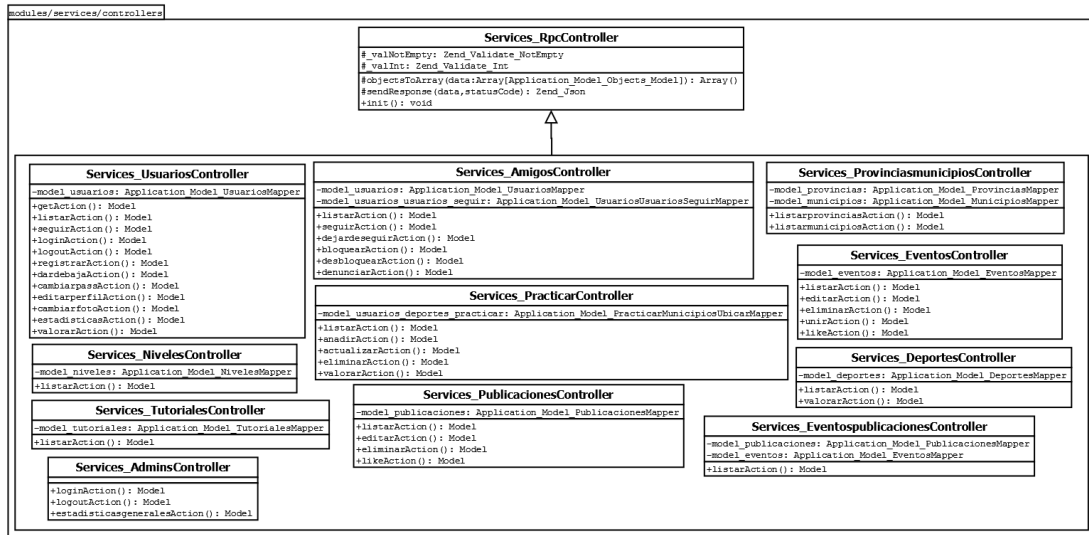 modules/services/controllers
Services_RpcController
#_valNotEmpty: Zend_Validate_NotEmpty
#_valInt: Zend_Validate_Int
#objectsToArray(data:Array[Application_Model_Objects_Model]): Array()
#sendResponse(data,statusCode): Zend_Json
+init(): void
Services_UsuariosController
-model_usuarios: Application_Model_UsuariosMapper
+getAction(): Model
+listarAction(): Model
+seguirAction(): Model
+loginAction(): Model
+logoutAction(): Model
+registrarAction(): Model
+dardebajaAction(): Model
+cambiarpassAction(): Model
+editarperfilAction(): Model
+cambiarfotoAction(): Model
+estadisticasAction(): Model
+valorarAction(): Model
Services_NivelesController
-model_niveles: Application_Model_NivelesMapper
+listarAction(): Model
Services_TutorialesController
-model_tutoriales: Application_Model_TutorialesMapper
+listarAction(): Model
Services_AdminsController
+loginAction(): Model
+logoutAction(): Model
+estadisticasgeneralesAction(): Model
Services_AmigosController
-model_usuarios: Application_Model_UsuariosMapper
-model_usuarios_usuarios_seguir: Application_Model_UsuariosUsuariosSeguirMapper
+listarAction(): Model
+seguirAction(): Model
+dejardeseguirAction(): Model
+bloquearAction(): Model
+desbloquearAction(): Model
+denunciarAction(): Model
Services_PracticarController
-model_usuarios_deportes_practicar: Application_Model_PracticarMunicipiosUbicarMapper
+listarAction(): Model
+anadirAction(): Model
+actualizarAction(): Model
+eliminarAction(): Model
+valorarAction(): Model
Services_PublicacionesController
-model_publicaciones: Application_Model_PublicacionesMapper
+listarAction(): Model
+editarAction(): Model
+eliminarAction(): Model
+likeAction(): Model
Services_ProvinciasmunicipiosController
-model_provincias: Application_Model_ProvinciasMapper
-model_municipios: Application_Model_MunicipiosMapper
+listarprovinciasAction(): Model
+listarmunicipiosAction(): Model
Services_EventosController
-model_eventos: Application_Model_EventosMapper
+listarAction(): Model
+editarAction(): Model
+eliminarAction(): Model
+unirAction(): Model
+likeAction(): Model
Services_DeportesController
-model_deportes: Application_Model_DeportesMapper
+listarAction(): Model
+valorarAction(): Model
Services_EventospublicacionesController
-model_publicaciones: Application_Model_PublicacionesMapper
-model_eventos: Application_Model_EventosMapper
+listarAction(): Model